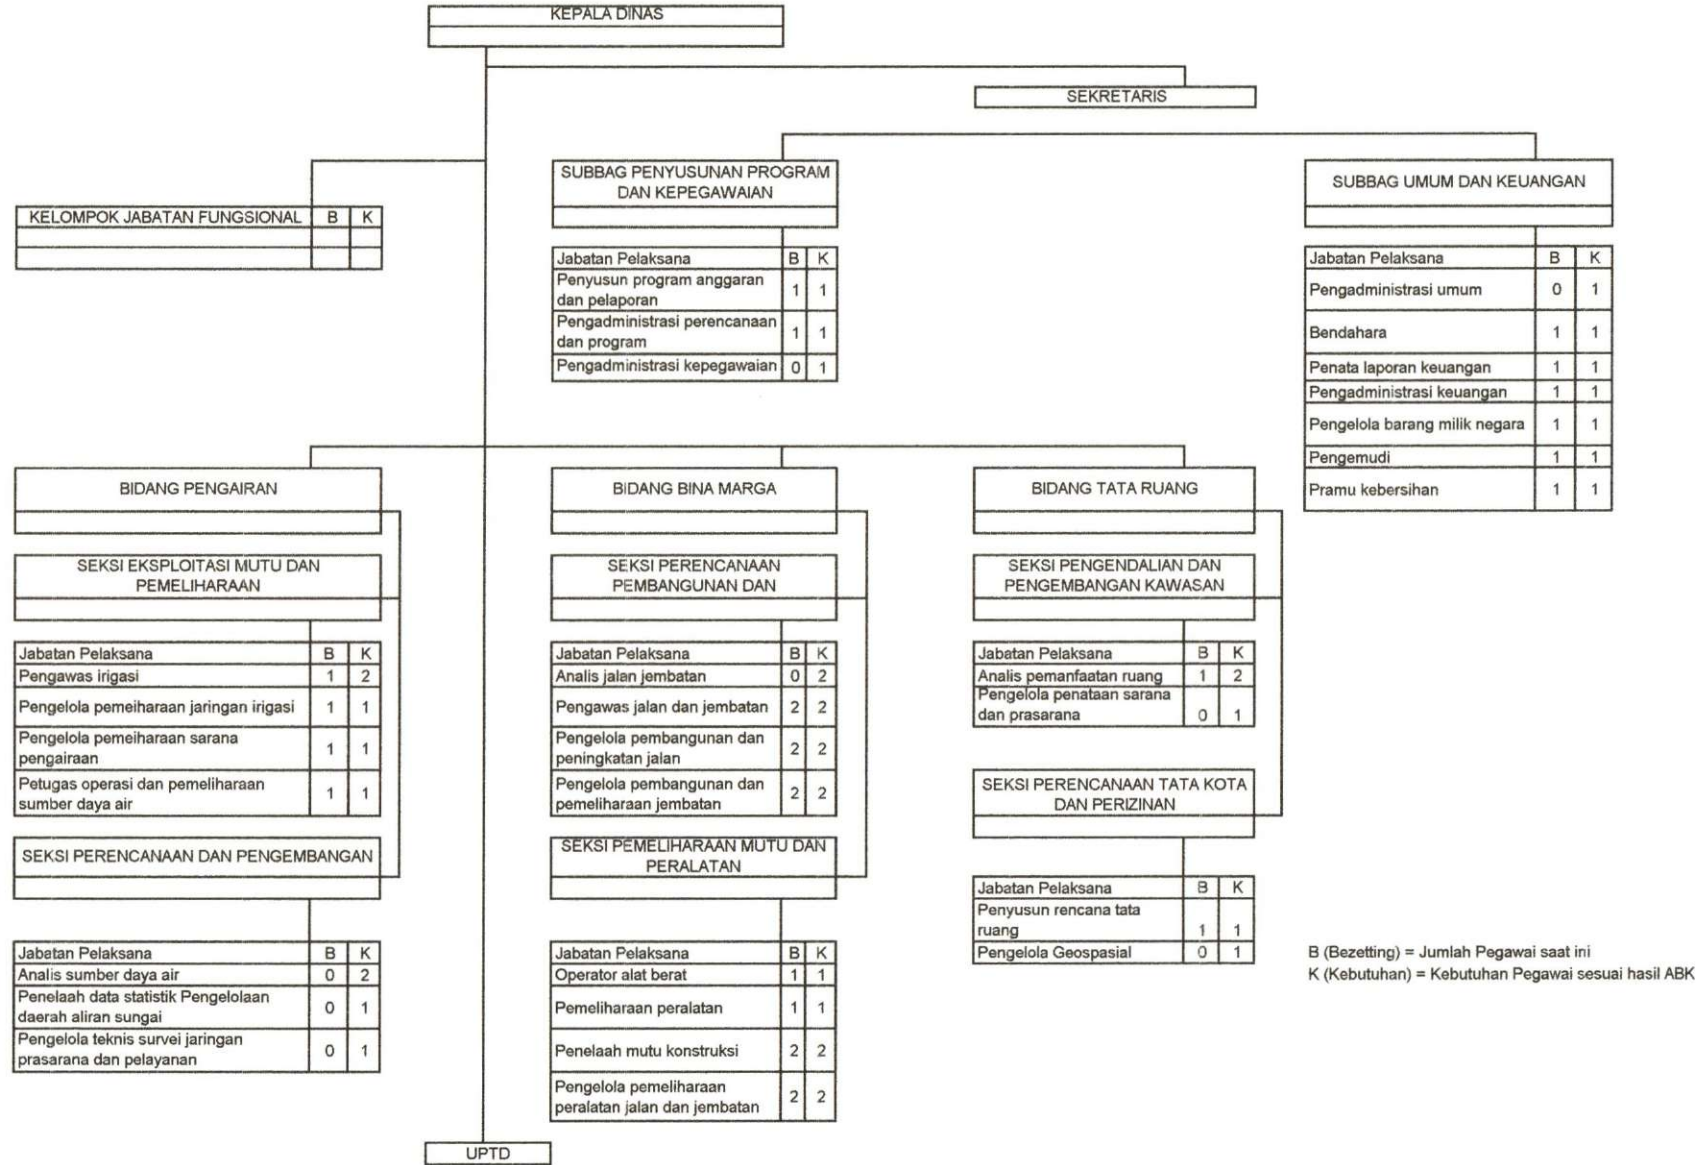 KEPALA DINAS
SEKRETARIS
SUBBAG PENYUSUNAN PROGRAM
DAN KEPEGAWAIAN
Jabatan Pelaksana B K
Penyusun program anggaran
dan pelaporan 1 1
Pengadministrasi perencanaan
dan program 1 1
Pengadministrasi kepegawaian 0 1
SUBBAG UMUM DAN KEUANGAN
Jabatan Pelaksana B K
Pengadministrasi umum 0 1
Bendahara 1 1
Penata laporan keuangan 1 1
Pengadministrasi keuangan 1 1
Pengelola barang milik negara 1 1
Pengemudi 1 1
Pramu kebersihan 1 1
KELOMPOK JABATAN FUNGSIONAL B K
BIDANG PENGAIRAN
SEKSI EKSPLOITASI MUTU DAN
PEMELIHARAAN
Jabatan Pelaksana B K
Pengawas irigasi 1 2
Pengelola pemeiharaan jaringan irigasi 1 1
Pengelola pemeiharaan sarana
pengairaan 1 1
Petugas operasi dan pemeliharaan
sumber daya air 1 1
SEKSI PERENCANAAN DAN PENGEMBANGAN
Jabatan Pelaksana B K
Analis sumber daya air 0 2
Penelaah data statistik Pengelolaan
daerah aliran sungai 0 1
Pengelola teknis survei jaringan
prasarana dan pelayanan 0 1
BIDANG BINA MARGA
SEKSI PERENCANAAN
PEMBANGUNAN DAN
Jabatan Pelaksana B K
Analis jalan jembatan 0 2
Pengawas jalan dan jembatan 2 2
Pengelola pembangunan dan
peningkatan jalan 2 2
Pengelola pembangunan dan
pemeliharaan jembatan 2 2
SEKSI PEMELIHARAAN MUTU DAN
PERALATAN
Jabatan Pelaksana B K
Operator alat berat 1 1
Pemeliharaan peralatan 1 1
Penelaah mutu konstruksi 2 2
Pengelola pemeliharaan
peralatan jalan dan jembatan 2 2
BIDANG TATA RUANG
SEKSI PENGENDALIAN DAN
PENGEMBANGAN KAWASAN
Jabatan Pelaksana B K
Analis pemanfaatan ruang 1 2
Pengelola penataan sarana
dan prasarana 0 1
SEKSI PERENCANAAN TATA KOTA
DAN PERIZINAN
Jabatan Pelaksana B K
Penyusun rencana tata
ruang 1 1
Pengelola Geospasial 0 1
B (Bezetting) = Jumlah Pegawai saat ini
K (Kebutuhan) = Kebutuhan Pegawai sesuai hasil ABK
UPTD